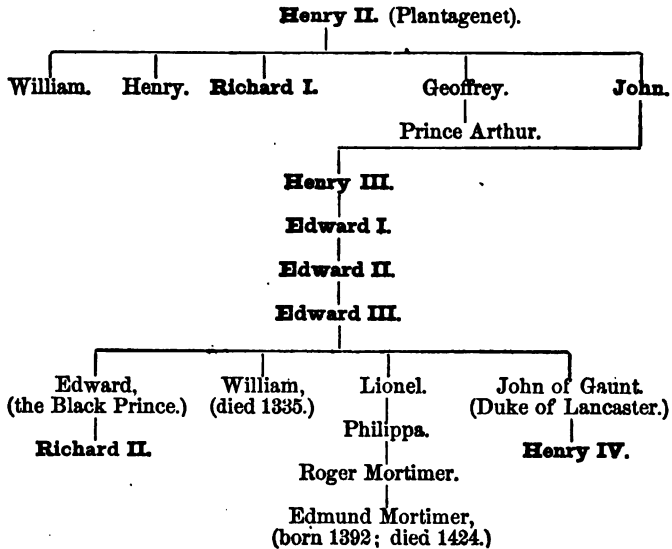 Henry II. (Plantagenet).
William. Henry. Richard I. Geoffrey. John.
Prince Arthur.
Henry III.
Edward I.
Edward II.
Edward III.
Edward, William, Lionel. John of Gaunt.
(the Black Prince.) (died 1335.) (Duke of Lancaster.)
Philippa.
Richard II. Henry IV.
Roger Mortimer.
Edmund Mortimer,
(born 1392; died 1424.)